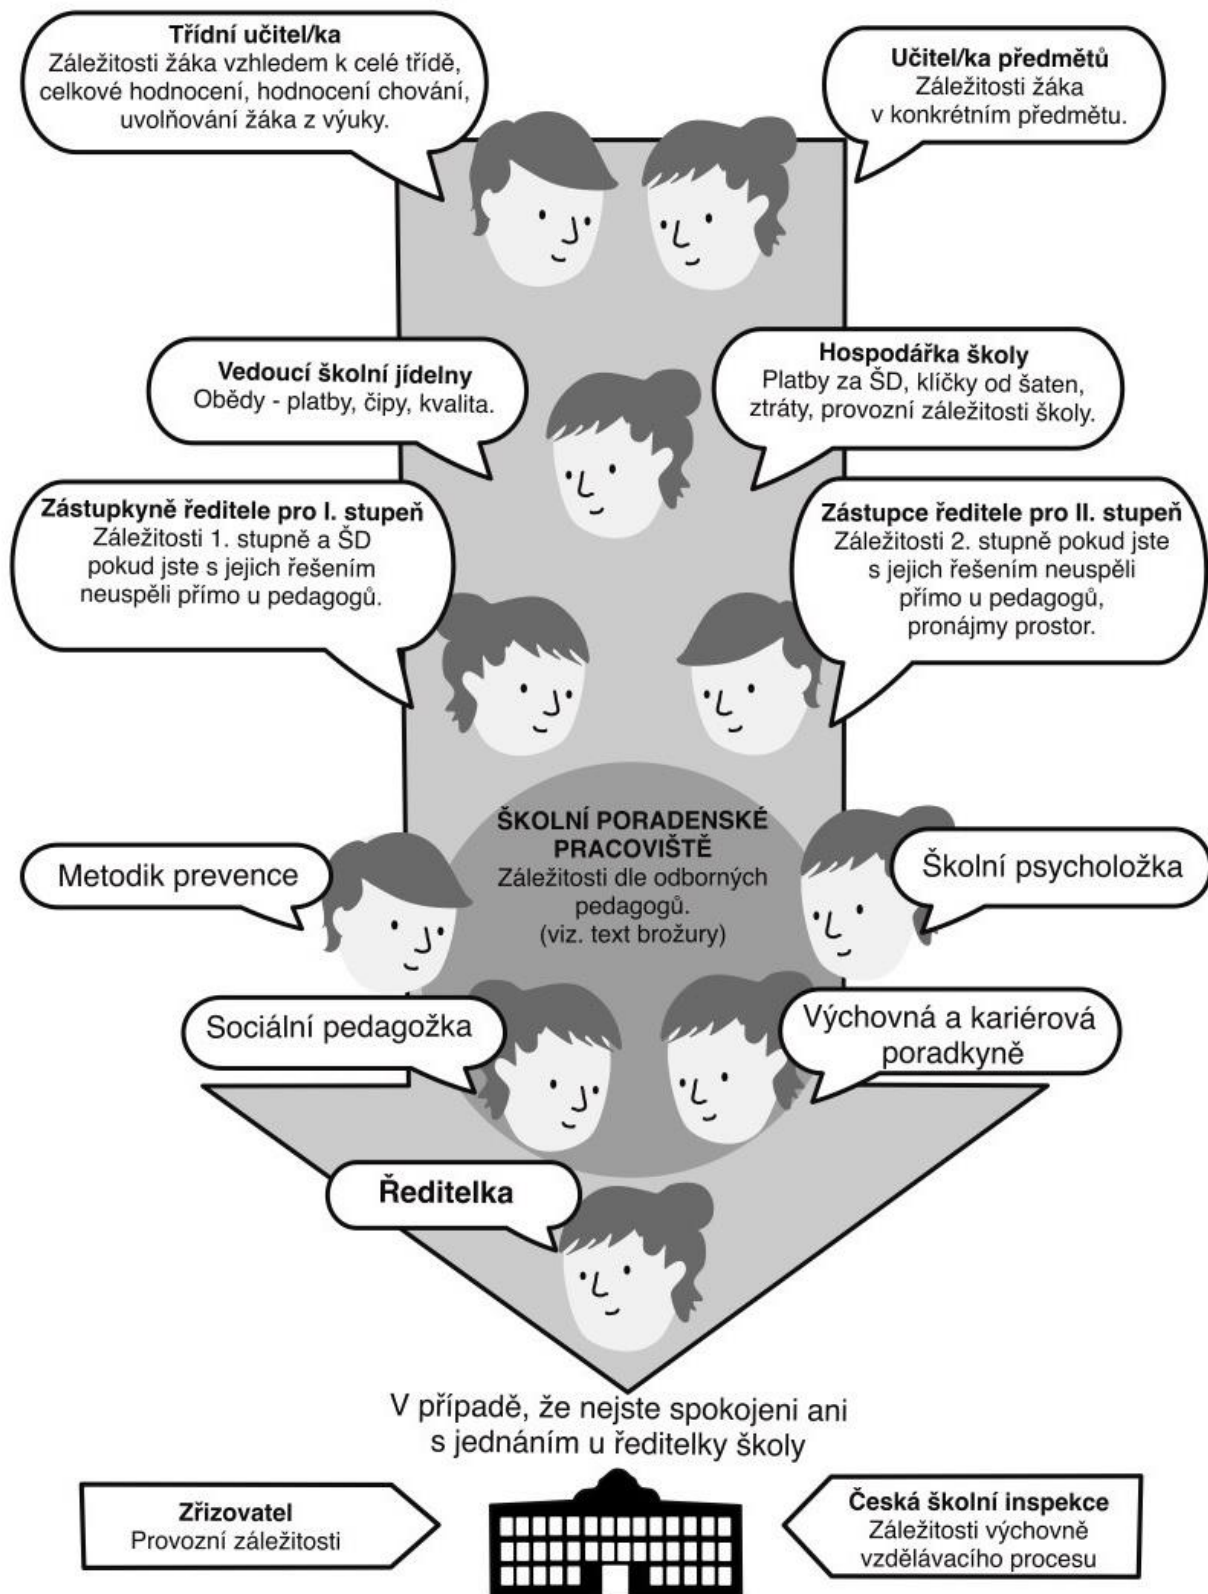 Třídní učitel/ka
Záležitosti žáka vzhledem k celé třídě,
celkové hodnocení, hodnocení chování,
uvolňování žáka z výuky.
Učitel/ka předmětů
Záležitosti žáka
v konkrétním předmětu.
Vedoucí školní jídelny
Obědy - platby, čipy, kvalita.
Hospodářka školy
Platby za ŠD, klíčky od šaten,
ztráty, provozní záležitosti školy.
Zástupkyně ředitele pro I. stupeň
Záležitosti 1. stupně a ŠD
pokud jste s jejich řešením
neuspěli přímo u pedagogů.
Zástupce ředitele pro II. stupeň
Záležitosti 2. stupně pokud jste
s jejich řešením neuspěli
přímo u pedagogů,
pronájmy prostor.
ŠKOLNÍ PORADENSKÉ
PRACOVIŠTĚ
Záležitosti dle odborných
pedagogů.
(viz. text brožury)
Metodik prevence
Školní psycholožka
Sociální pedagožka
Výchovná a kariérová
poradkyně
Ředitelka
V případě, že nejste spokojeni ani
s jednáním u ředitelky školy
Zřizovatel
Provozní záležitosti
Česká školní inspekce
Záležitosti výchovně
vzdělávacího procesu